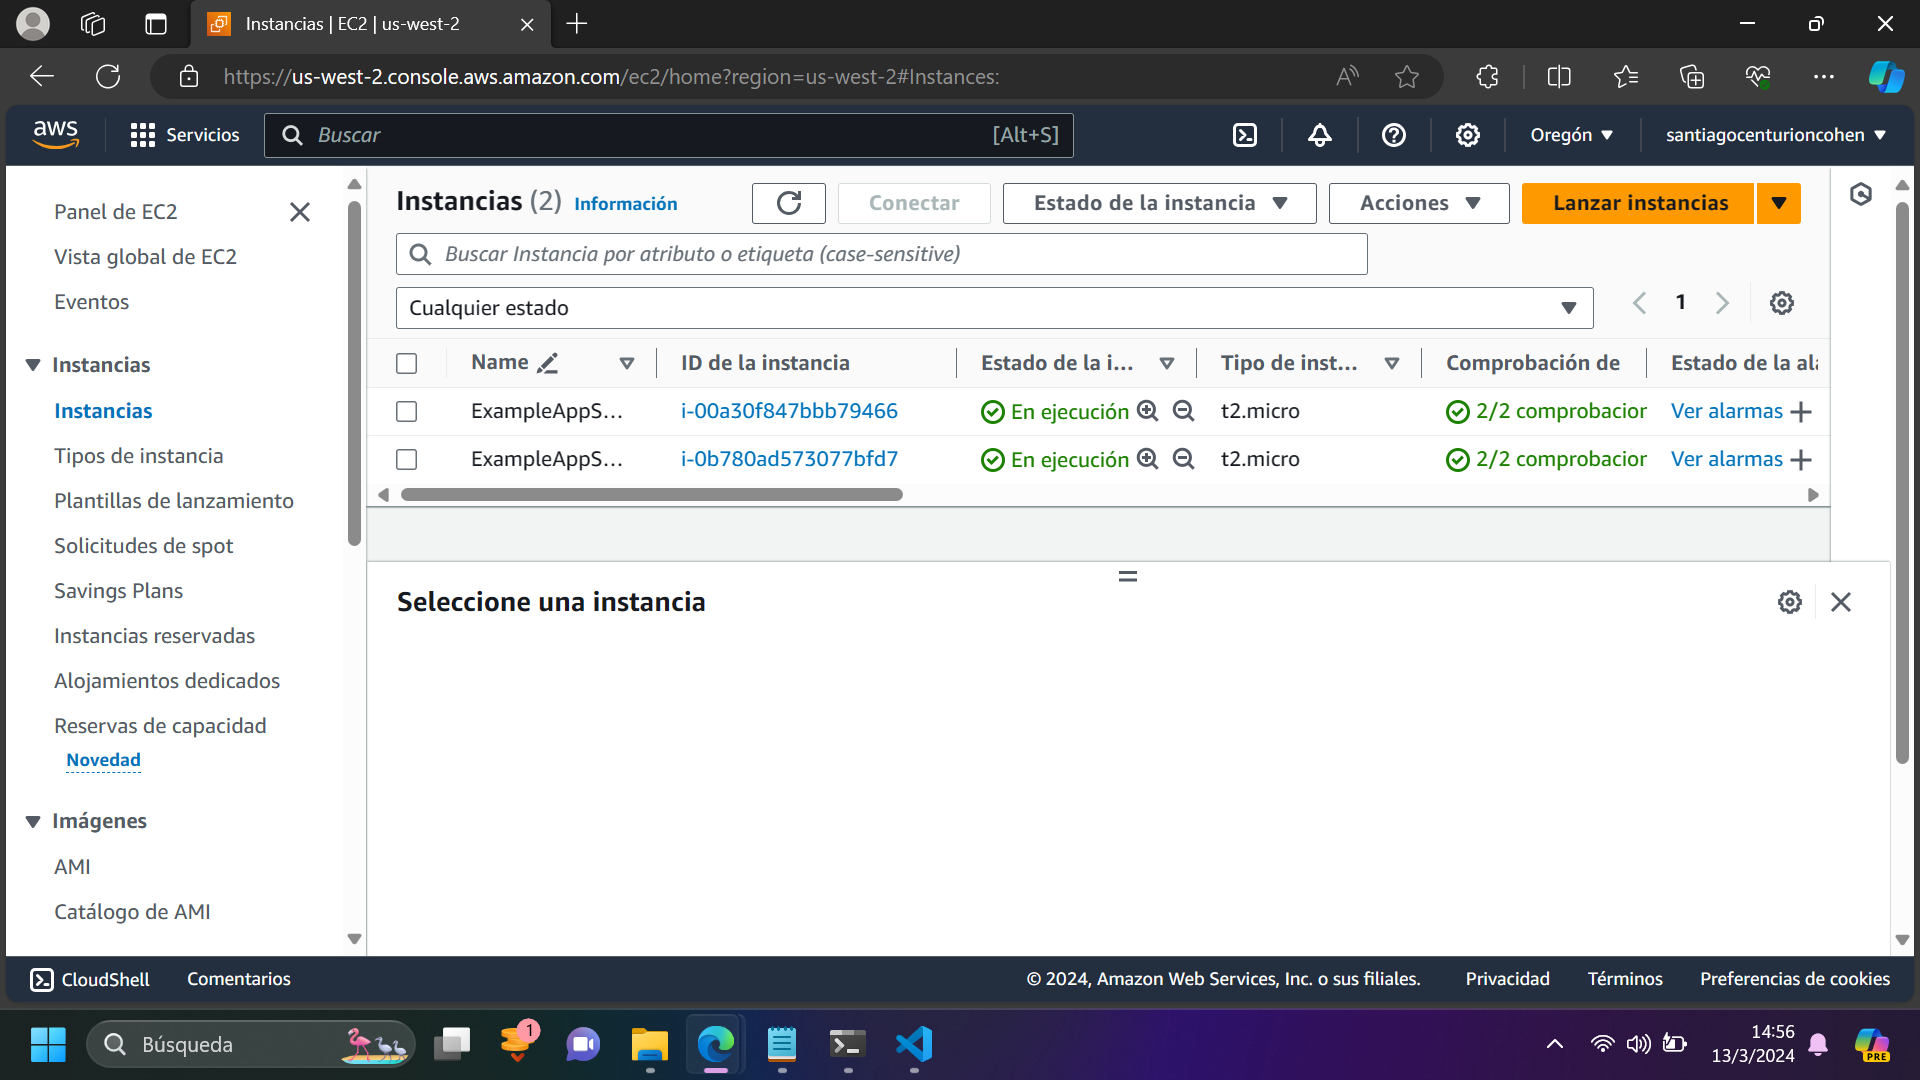 Instancias | EC2 | us-west-2
https://us-west-2.console.aws.amazon.com/ec2/home?region=us-west-2#Instances:
aws
Servicios
Buscar
[Alt+S]
Oregón
santiagocenturioncohen
Panel de EC2
Vista global de EC2
Eventos
Instancias
Instancias
Tipos de instancia
Plantillas de lanzamiento
Solicitudes de spot
Savings Plans
Instancias reservadas
Alojamientos dedicados
Reservas de capacidad
Novedad
Imágenes
AMI
Catálogo de AMI
Instancias (2) Información
Conectar
Estado de la instancia
Acciones
Lanzar instancias
Buscar Instancia por atributo o etiqueta (case-sensitive)
Cualquier estado
1
Name ID de la instancia Estado de la i... Tipo de inst... Comprobación de Estado de la ala
ExampleAppS... i-00a30f847bbb79466 En ejecución t2.micro 2/2 comprobacior Ver alarmas
ExampleAppS... i-0b780ad573077bfd7 En ejecución t2.micro 2/2 comprobacior Ver alarmas
Seleccione una instancia
CloudShell
Comentarios
© 2024, Amazon Web Services, Inc. o sus filiales.
Privacidad
Términos
Preferencias de cookies
Búsqueda
1
14:56
13/3/2024
PRE